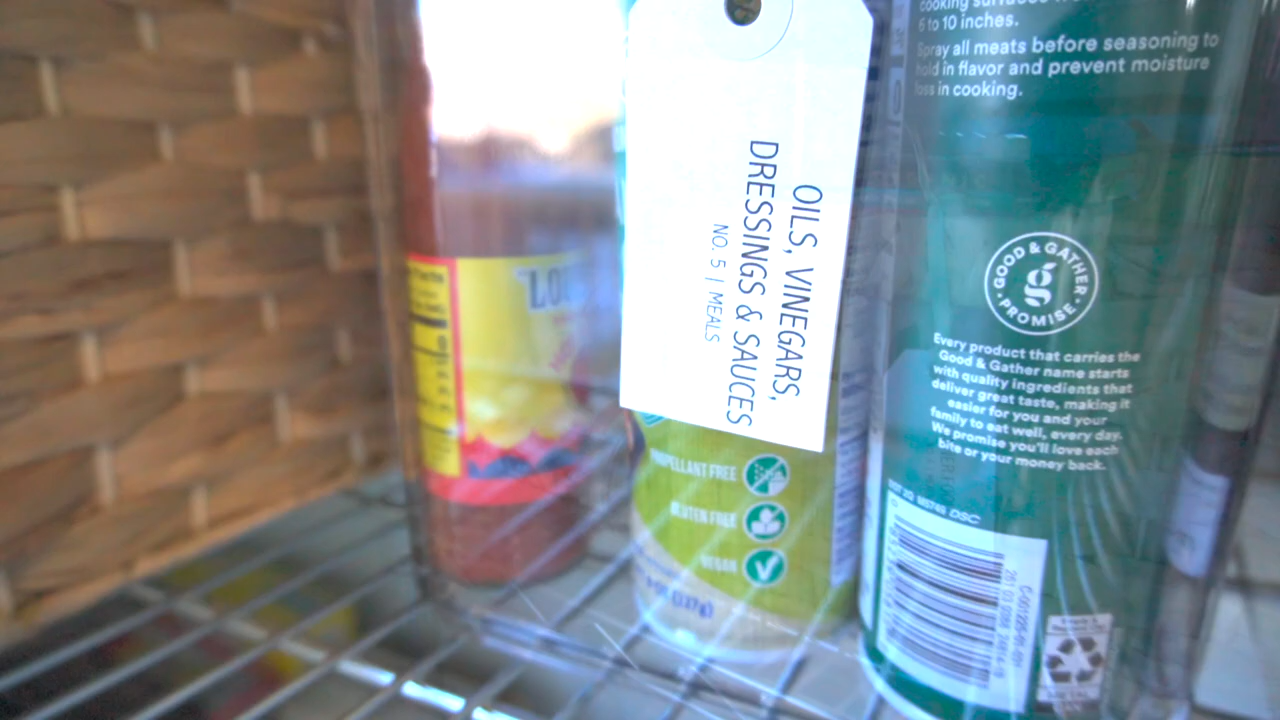 "LOU
OILS, VINEGARS,
DRESSINGS & SAUCES
NO. 5 | MEALS
PROPELLANT FREE
GLUTEN FREE
VEGAN
6 to 10 inches.
Spray all meats before seasoning to
hold in flavor and prevent moisture
loss in cooking.
GOOD & GATHER
g
• PROMISE •
Every product that carries the
Good & Gather name starts
with quality ingredients that
deliver great taste, making it
easier for you and your
family to eat well, every day.
We promise you'll love each
bite or your money back.
DSC